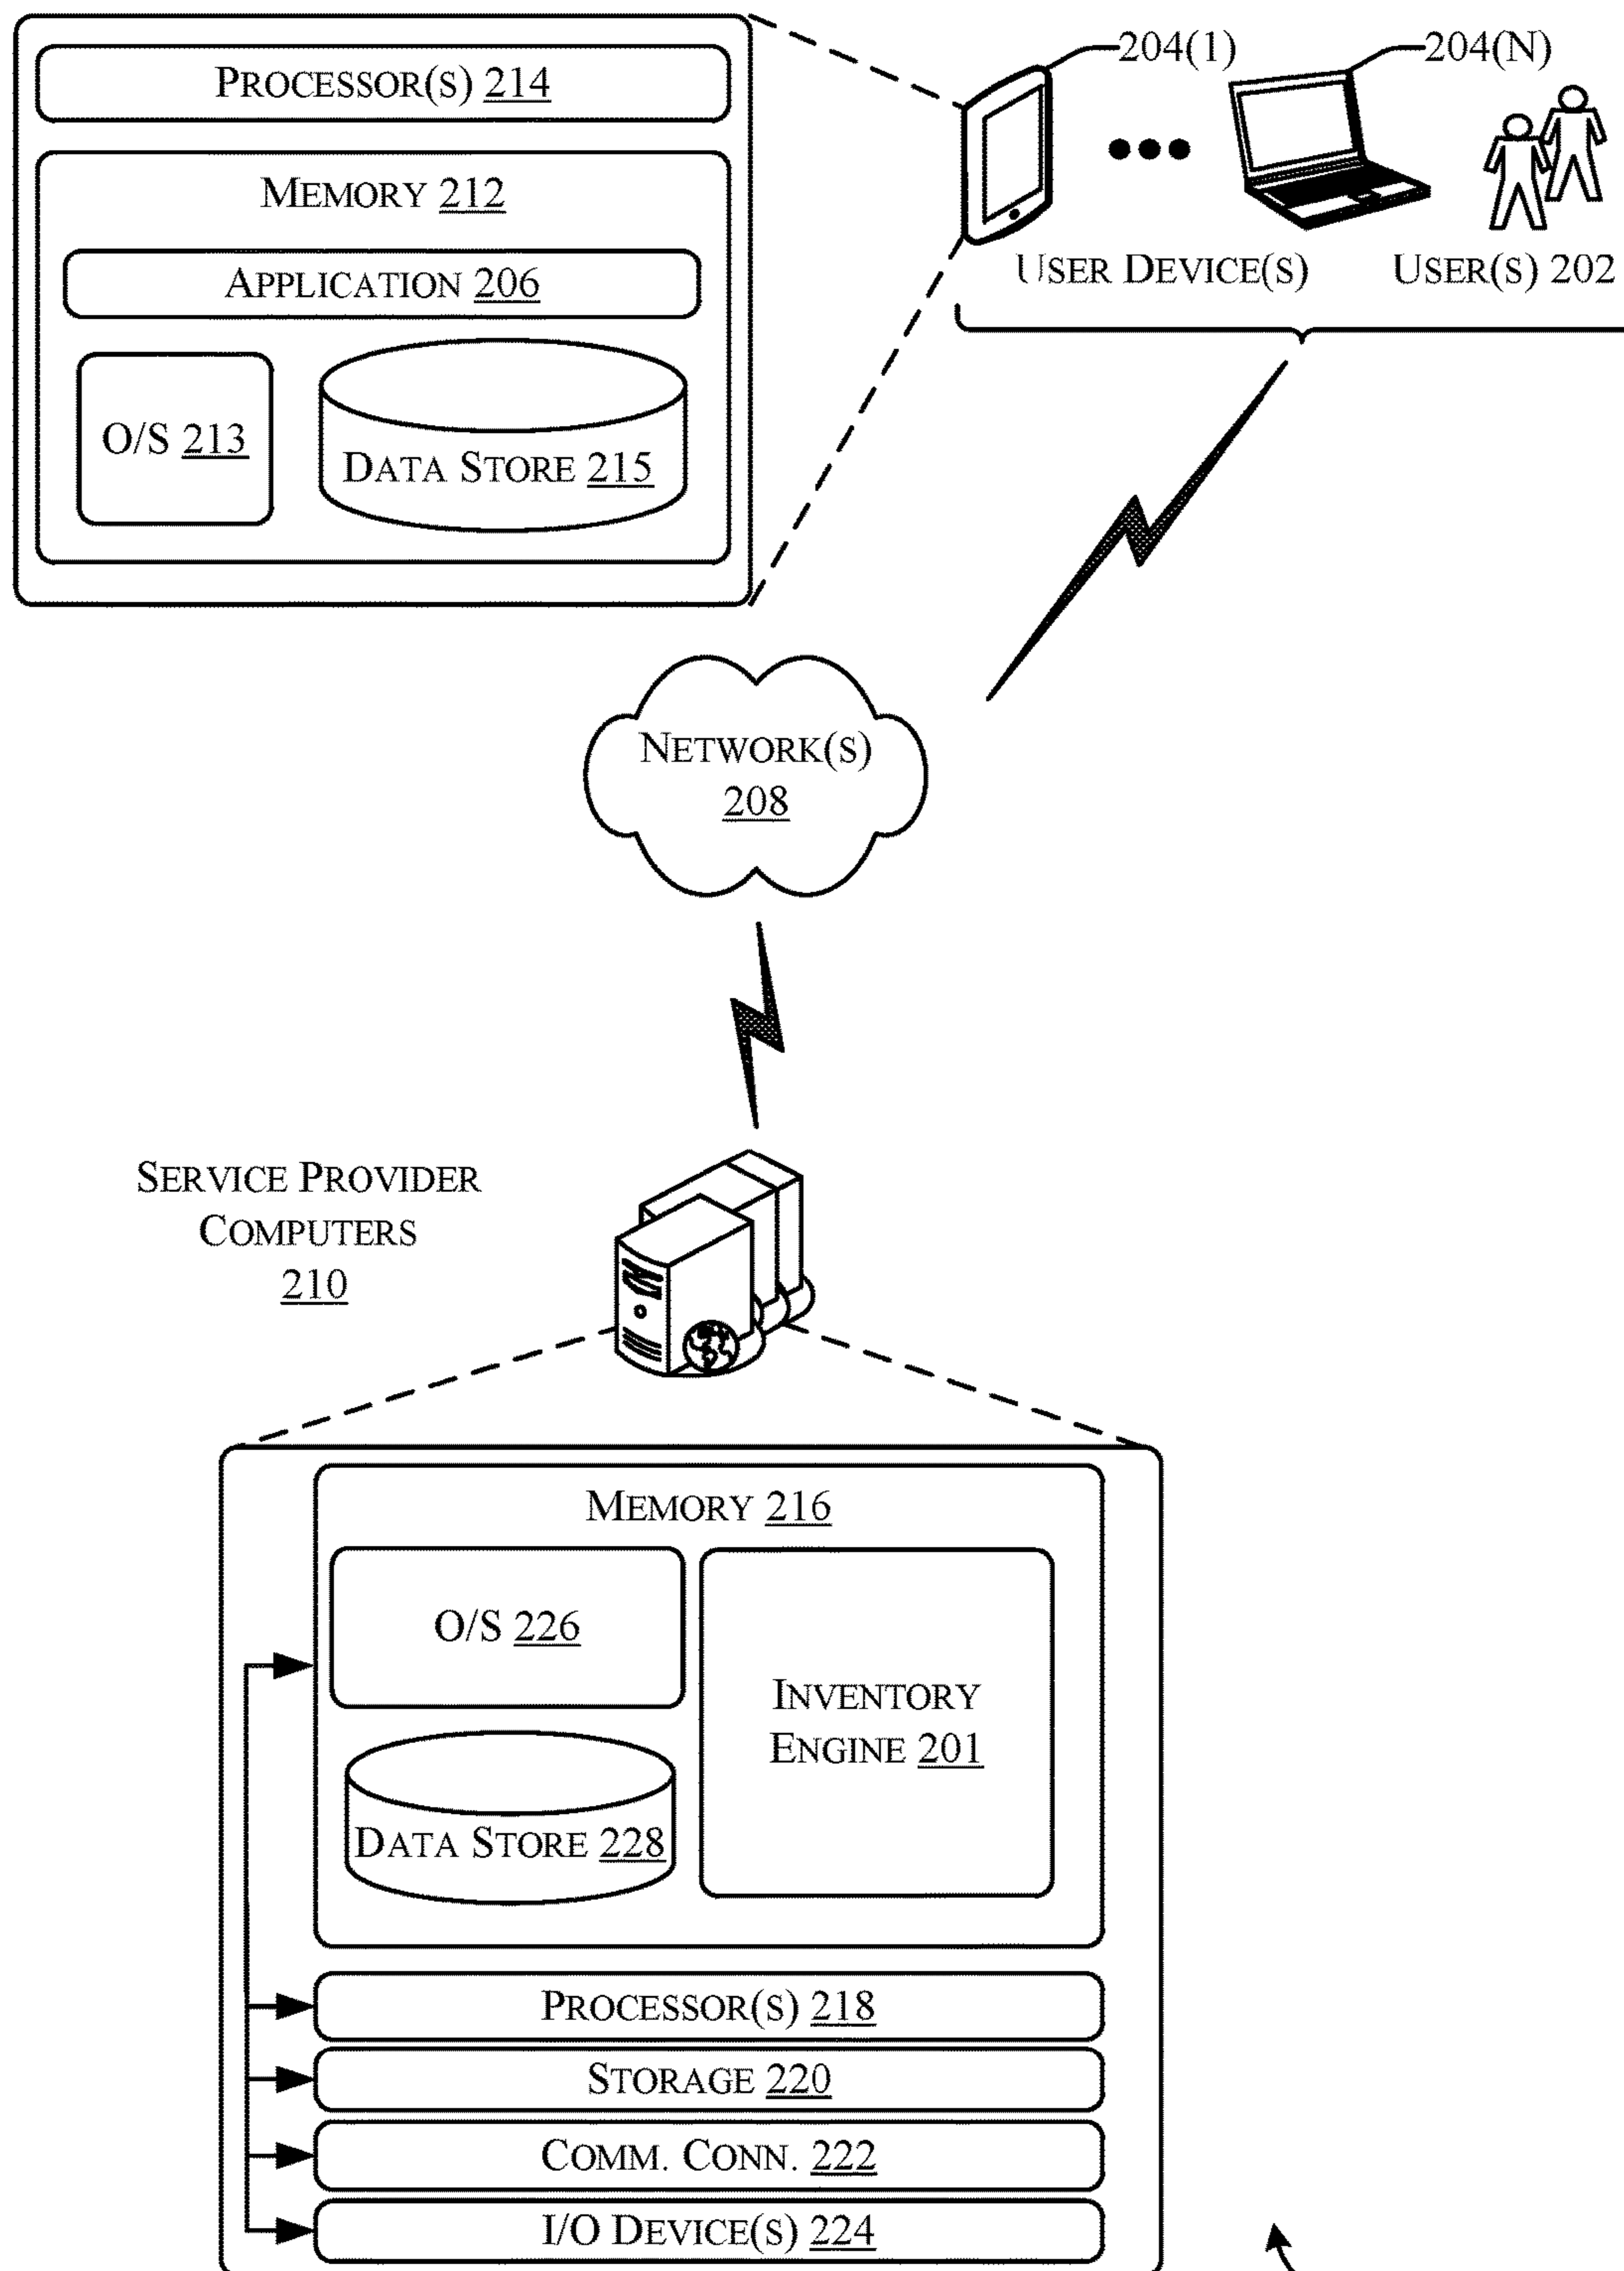 PROCESSOR(S) 214
MEMORY 212
APPLICATION 206
O/S 213
DATA STORE 215
204(1)
204(N)
USER DEVICE(S)
USER(S) 202
NETWORK(S)
208
SERVICE PROVIDER
COMPUTERS
210
MEMORY 216
O/S 226
DATA STORE 228
INVENTORY
ENGINE 201
PROCESSOR(S) 218
STORAGE 220
COMM. CONN. 222
I/O DEVICE(S) 224